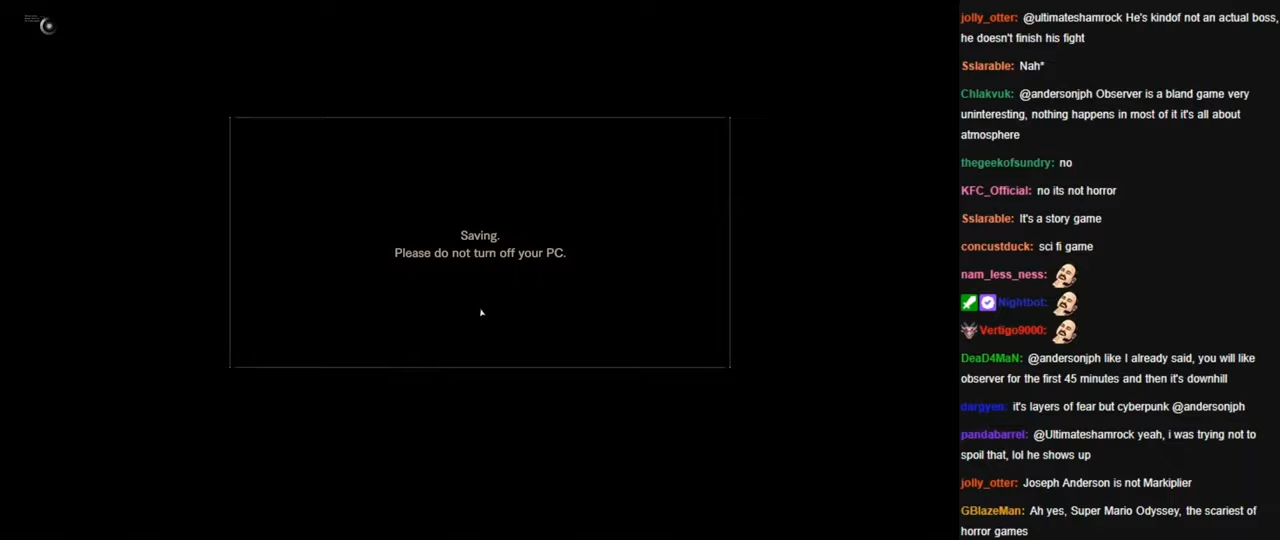 Saving.
Please do not turn off your PC.
jolly_otter: @ultimateshamrock He's kindof not an actual boss,
he doesn't finish his fight
Sslarable: Nah*
Chlakvuk: @andersonjph Observer is a bland game very
uninteresting, nothing happens in most of it it's all about
atmosphere
thegeekofsundry: no
KFC_Official: no its not horror
Sslarable: It's a story game
concustduck: sci fi game
nam_less_ness:
Nightbot:
Vertigo9000:
DeaD4MaN: @andersonjph like I already said, you will like
observer for the first 45 minutes and then it's downhill
dargyen: it's layers of fear but cyberpunk @andersonjph
pandabarrel: @Ultimateshamrock yeah, i was trying not to
spoil that, lol he shows up
jolly_otter: Joseph Anderson is not Markiplier
GBlazeMan: Ah yes, Super Mario Odyssey, the scariest of
horror games